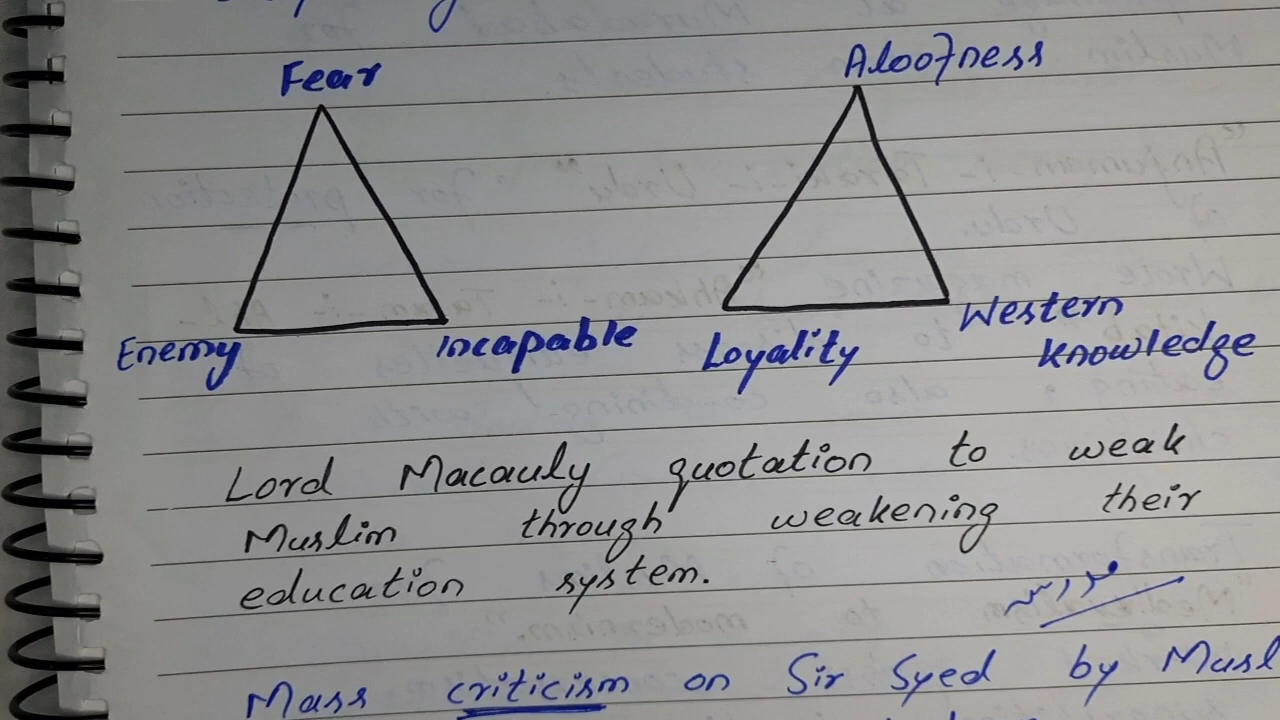 Fear
Aloofness
Enemy
Incapable
Loyality
Western
knowledge
Lord Macauly quotation to weak
Muslim through weakening their
education system.
Mass criticism on Sir Syed by Musl